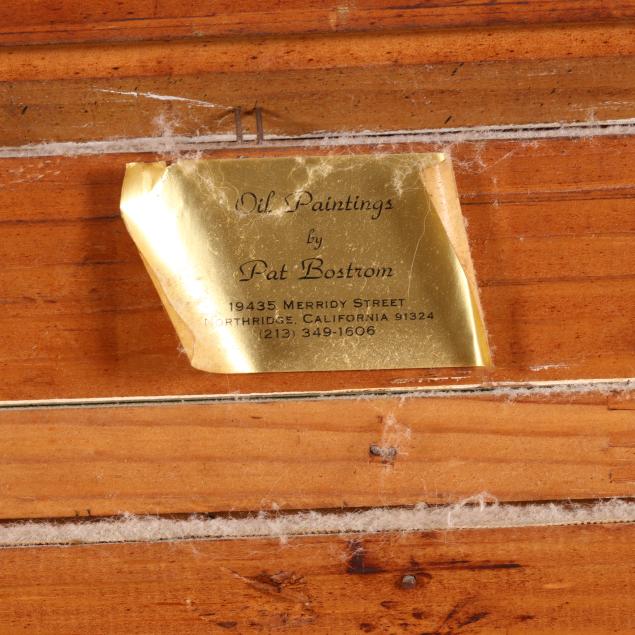 Oil Paintings
by
Pat Bostrom
19435 Merridy Street
Northridge, California 91324
(213) 349-1606